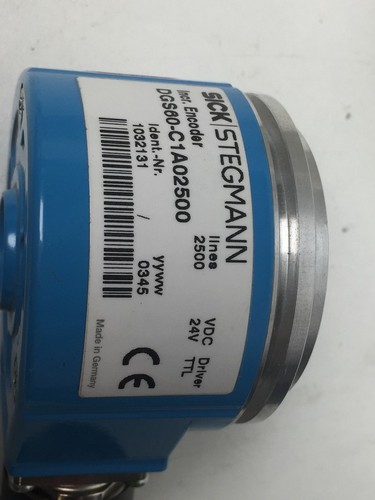 SICK/STEGMANN
Incr. Encoder lines VDC Driver
DGS60-C1A02500 2500 24V TTL
Ident.-Nr. yyww
1032131 / 0345
Made in Germany
CE